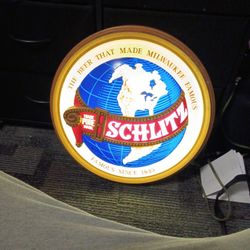 THE BEER THAT MADE MILWAUKEE FAMOUS
SCHLITZ
FAMOUS SINCE 1849